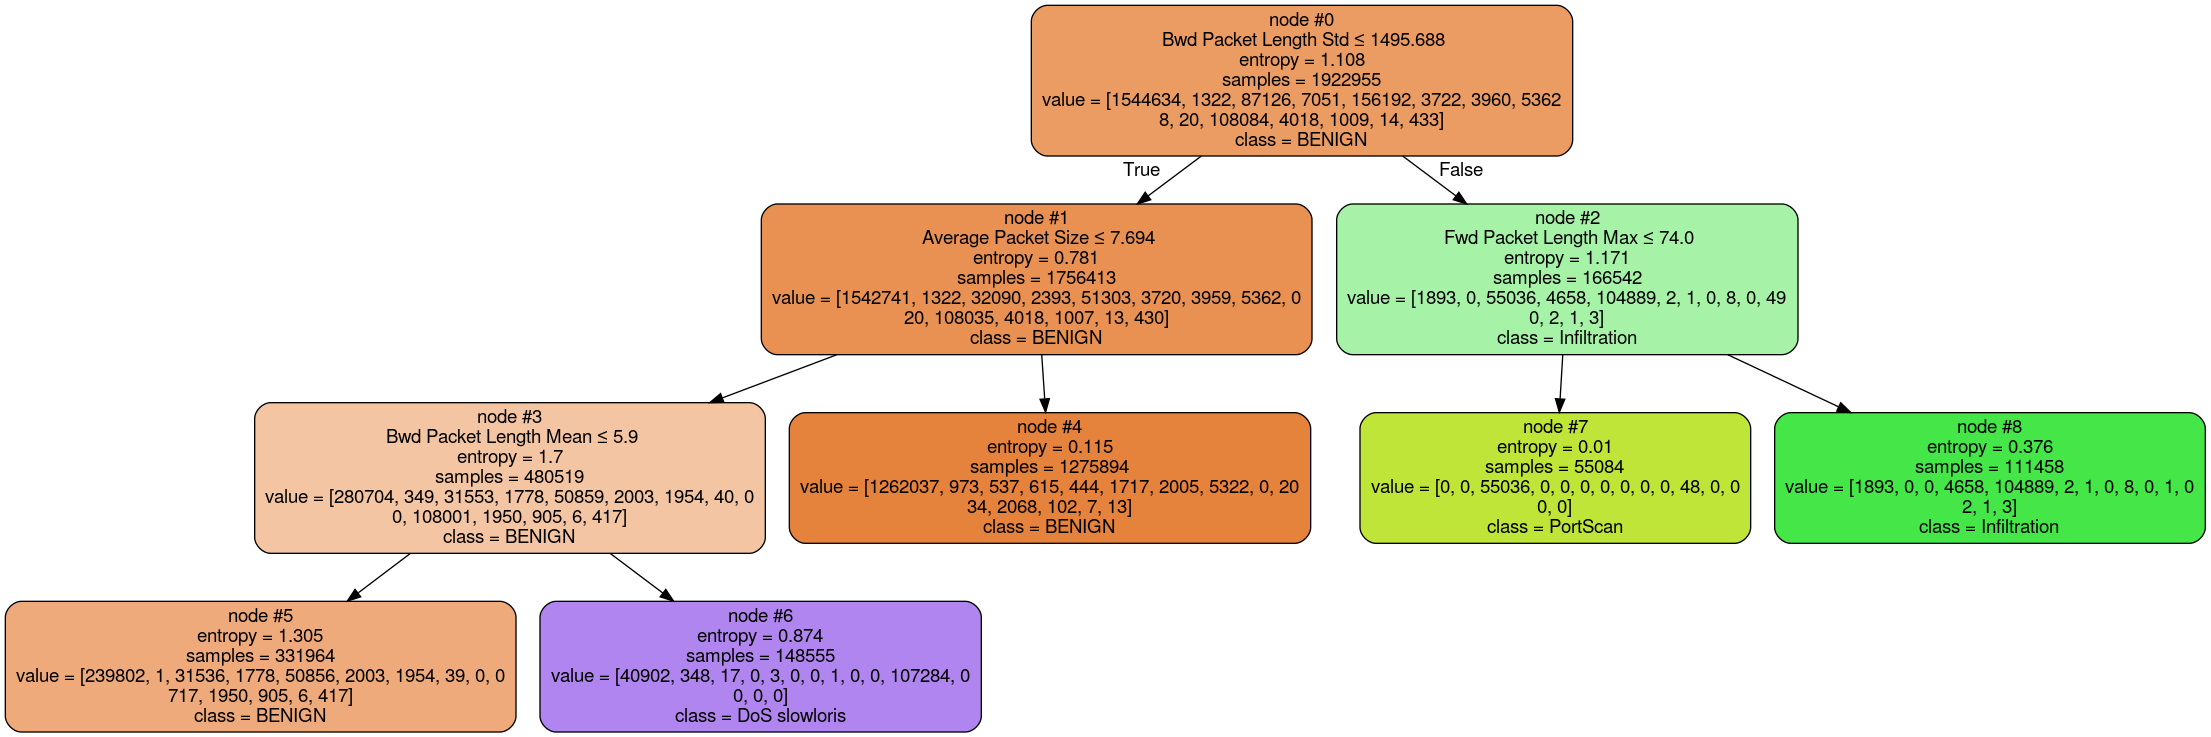 node #0
Bwd Packet Length Std ≤ 1495.688
entropy = 1.108
samples = 1922955
value = [1544634, 1322, 87126, 7051, 156192, 3722, 3960, 5362
8, 20, 108084, 4018, 1009, 14, 433]
class = BENIGN
True
False
node #1
Average Packet Size ≤ 7.694
entropy = 0.781
samples = 1756413
value = [1542741, 1322, 32090, 2393, 51303, 3720, 3959, 5362, 0
20, 108035, 4018, 1007, 13, 430]
class = BENIGN
node #2
Fwd Packet Length Max ≤ 74.0
entropy = 1.171
samples = 166542
value = [1893, 0, 55036, 4658, 104889, 2, 1, 0, 8, 0, 49
0, 2, 1, 3]
class = Infiltration
node #3
Bwd Packet Length Mean ≤ 5.9
entropy = 1.7
samples = 480519
value = [280704, 349, 31553, 1778, 50859, 2003, 1954, 40, 0
0, 108001, 1950, 905, 6, 417]
class = BENIGN
node #4
entropy = 0.115
samples = 1275894
value = [1262037, 973, 537, 615, 444, 1717, 2005, 5322, 0, 20
34, 2068, 102, 7, 13]
class = BENIGN
node #7
entropy = 0.01
samples = 55084
value = [0, 0, 55036, 0, 0, 0, 0, 0, 0, 0, 48, 0, 0
0, 0]
class = PortScan
node #8
entropy = 0.376
samples = 111458
value = [1893, 0, 0, 4658, 104889, 2, 1, 0, 8, 0, 1, 0
2, 1, 3]
class = Infiltration
node #5
entropy = 1.305
samples = 331964
value = [239802, 1, 31536, 1778, 50856, 2003, 1954, 39, 0, 0
717, 1950, 905, 6, 417]
class = BENIGN
node #6
entropy = 0.874
samples = 148555
value = [40902, 348, 17, 0, 3, 0, 0, 1, 0, 0, 107284, 0
0, 0, 0]
class = DoS slowloris